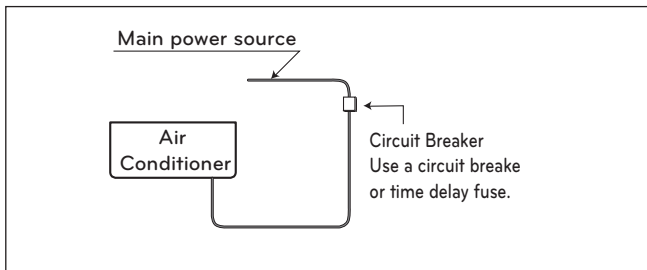 Main power source
Air
Conditioner
Circuit Breaker
Use a circuit breake
or time delay fuse.